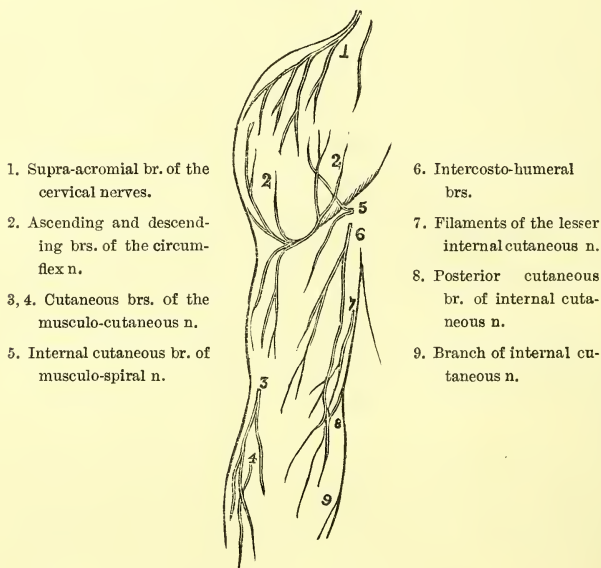 1. Supra-acromial br. of the
cervical nerves.
2. Ascending and descend-
ing brs. of the circum-
flex n.
3, 4. Cutaneous brs. of the
musculo-cutaneous n.
5. Internal cutaneous br. of
musculo-spiral n.
1
2
2
5
6
7
3
8
4
9
6. Intercosto-humeral
brs.
7. Filaments of the lesser
internal cutaneous n.
8. Posterior cutaneous
br. of internal cuta-
neous n.
9. Branch of internal cu-
taneous n.